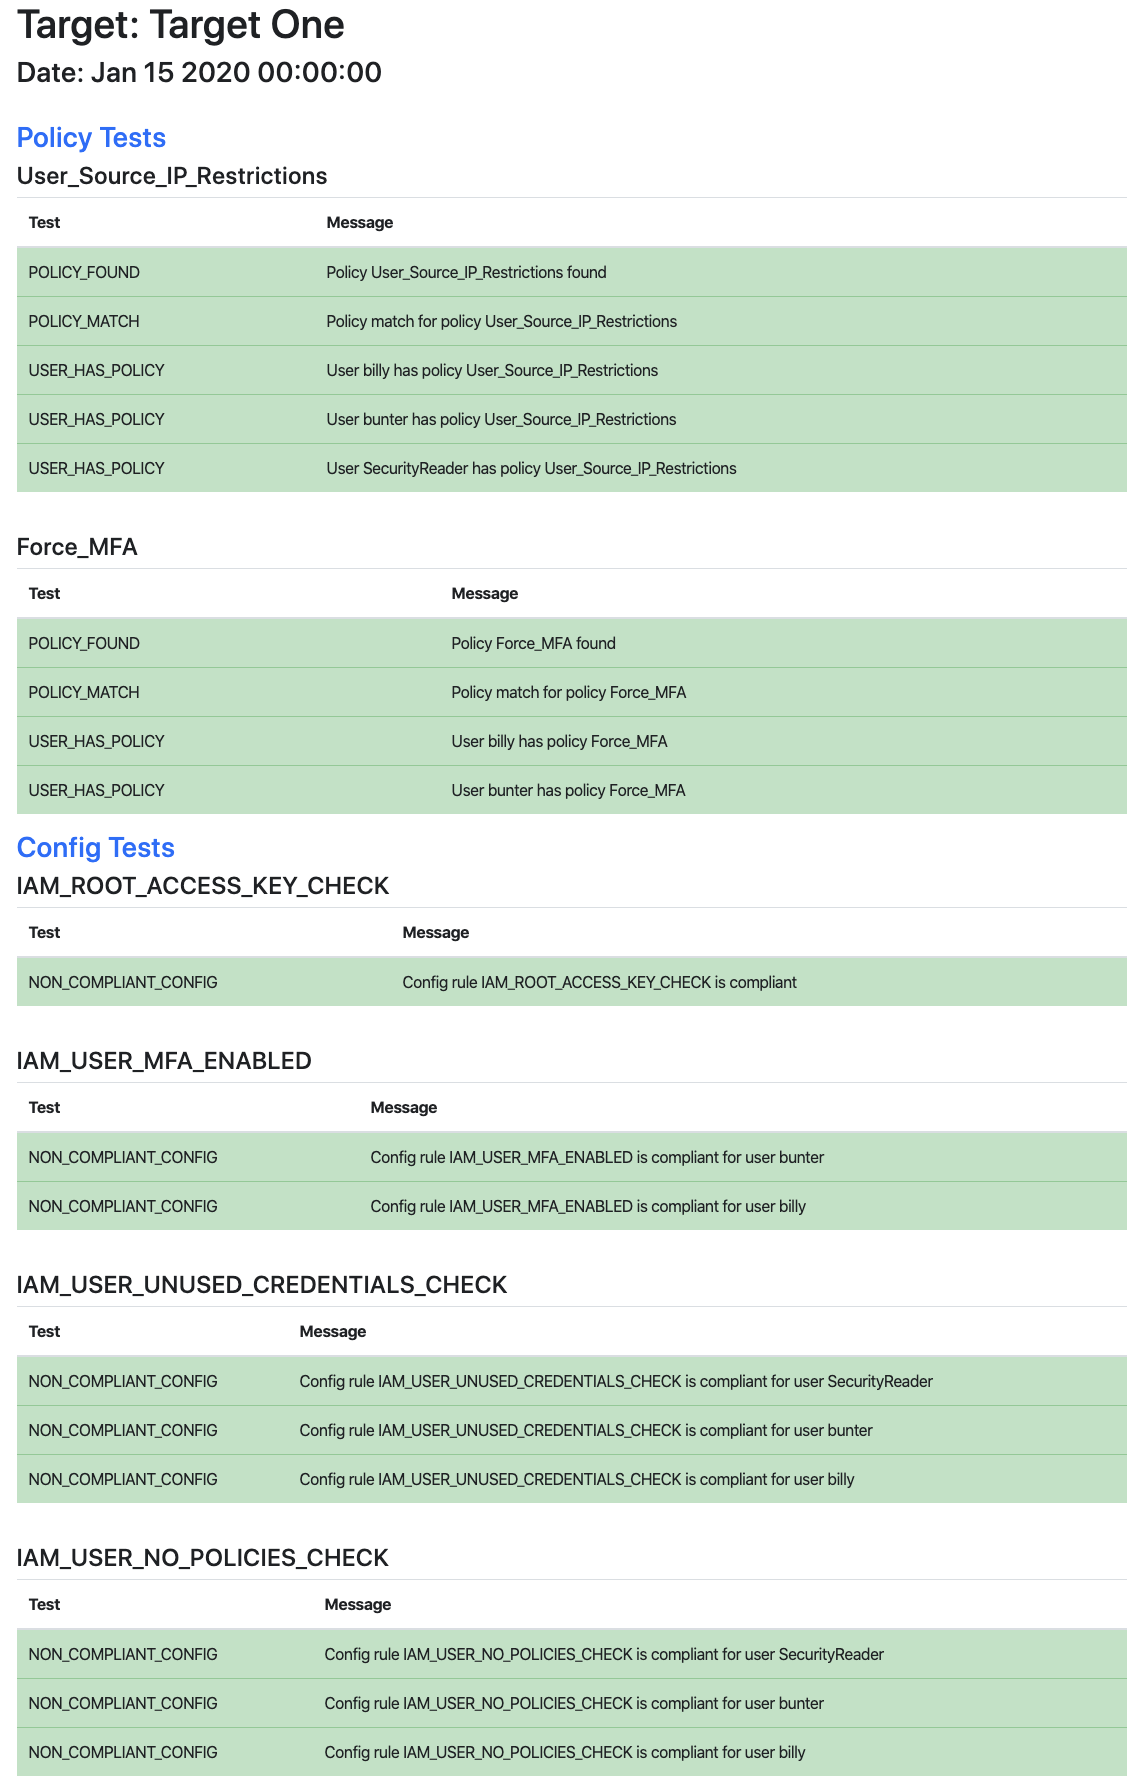 Target: Target One
Date: Jan 15 2020 00:00:00
Policy Tests
User_Source_IP_Restrictions
Test Message
POLICY_FOUND Policy User_Source_IP_Restrictions found
POLICY_MATCH Policy match for policy User_Source_IP_Restrictions
USER_HAS_POLICY User billy has policy User_Source_IP_Restrictions
USER_HAS_POLICY User bunter has policy User_Source_IP_Restrictions
USER_HAS_POLICY User SecurityReader has policy User_Source_IP_Restrictions
Force_MFA
Test Message
POLICY_FOUND Policy Force_MFA found
POLICY_MATCH Policy match for policy Force_MFA
USER_HAS_POLICY User billy has policy Force_MFA
USER_HAS_POLICY User bunter has policy Force_MFA
Config Tests
IAM_ROOT_ACCESS_KEY_CHECK
Test Message
NON_COMPLIANT_CONFIG Config rule IAM_ROOT_ACCESS_KEY_CHECK is compliant
IAM_USER_MFA_ENABLED
Test Message
NON_COMPLIANT_CONFIG Config rule IAM_USER_MFA_ENABLED is compliant for user bunter
NON_COMPLIANT_CONFIG Config rule IAM_USER_MFA_ENABLED is compliant for user billy
IAM_USER_UNUSED_CREDENTIALS_CHECK
Test Message
NON_COMPLIANT_CONFIG Config rule IAM_USER_UNUSED_CREDENTIALS_CHECK is compliant for user SecurityReader
NON_COMPLIANT_CONFIG Config rule IAM_USER_UNUSED_CREDENTIALS_CHECK is compliant for user bunter
NON_COMPLIANT_CONFIG Config rule IAM_USER_UNUSED_CREDENTIALS_CHECK is compliant for user billy
IAM_USER_NO_POLICIES_CHECK
Test Message
NON_COMPLIANT_CONFIG Config rule IAM_USER_NO_POLICIES_CHECK is compliant for user SecurityReader
NON_COMPLIANT_CONFIG Config rule IAM_USER_NO_POLICIES_CHECK is compliant for user bunter
NON_COMPLIANT_CONFIG Config rule IAM_USER_NO_POLICIES_CHECK is compliant for user billy